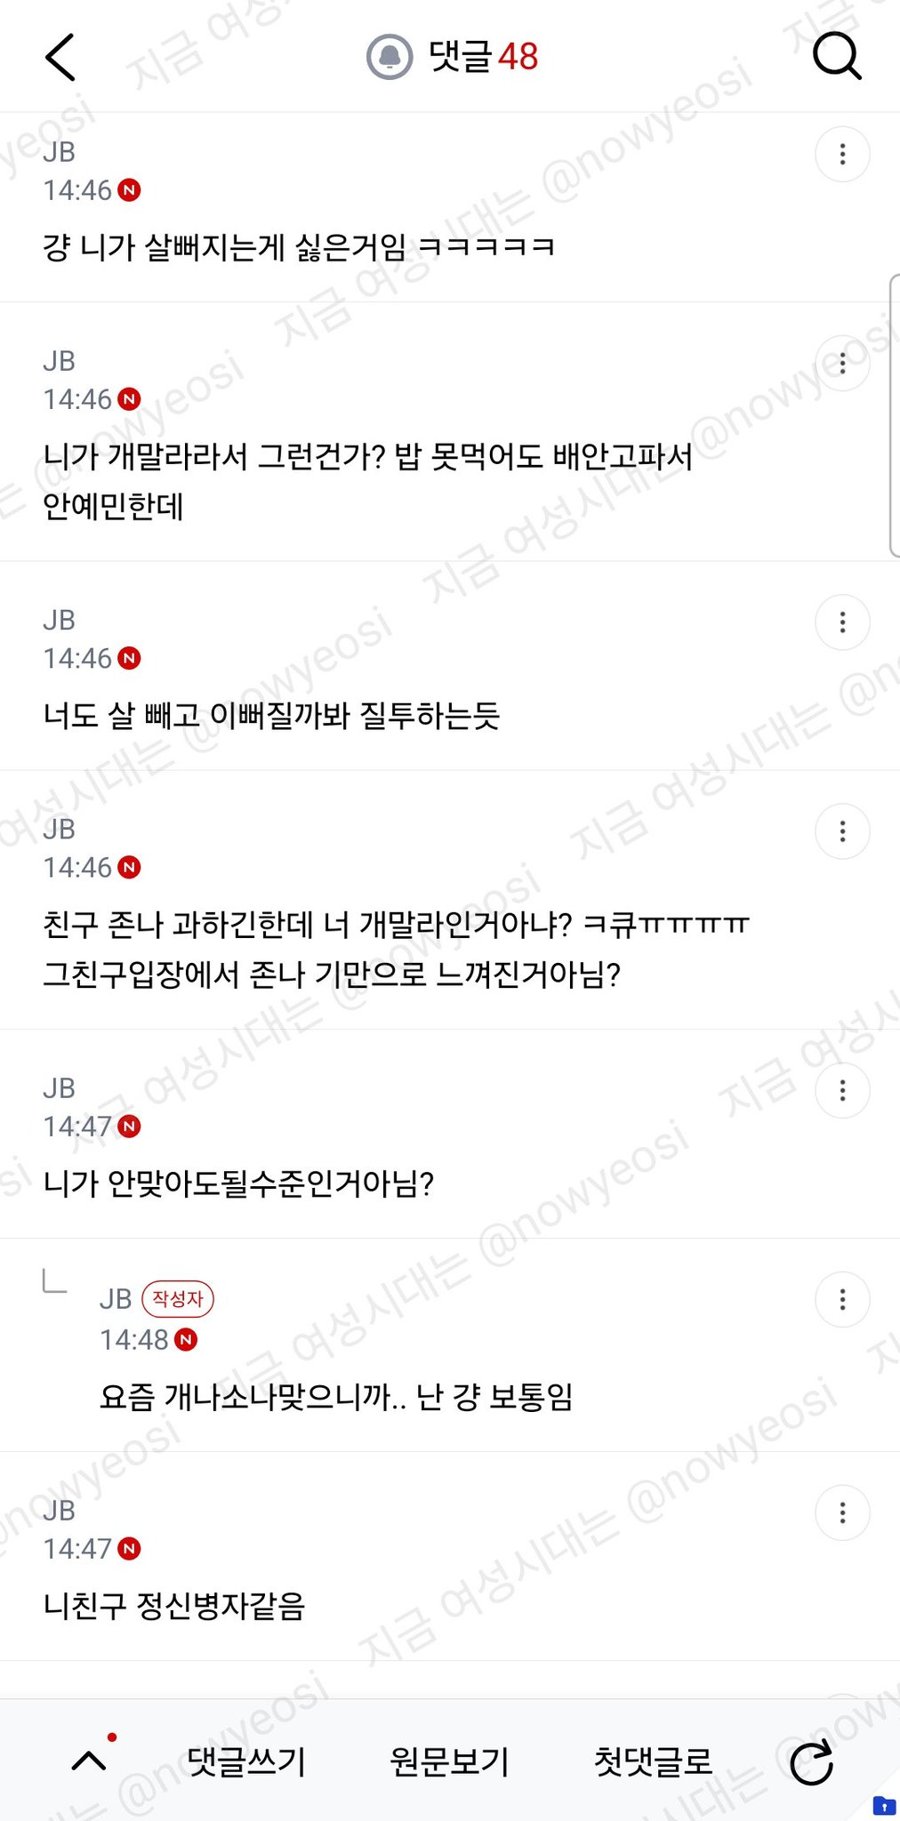 댓글 48
JB
14:46 N
걍 니가 살뻐지는게 싫은거임 ㅋㅋㅋㅋㅋ
JB
14:46 N
니가 개말라라서 그런건가? 밥 못먹어도 배안고파서
안예민한데
JB
14:46 N
너도 살 빼고 이뻐질까봐 질투하는듯
JB
14:46 N
친구 존나 과하긴한데 너 개말라인거아냐? ㅋ큐ㅠㅠㅠㅠ
그친구입장에서 존나 기만으로 느껴진거아님?
JB
14:47 N
니가 안맞아도될수준인거아님?
JB 작성자
14:48 N
요즘 개나소나맞으니까.. 난 걍 보통임
JB
14:47 N
니친구 정신병자같음
댓글쓰기 원문보기 첫댓글로
지금 여성시대는 @nowyeosi